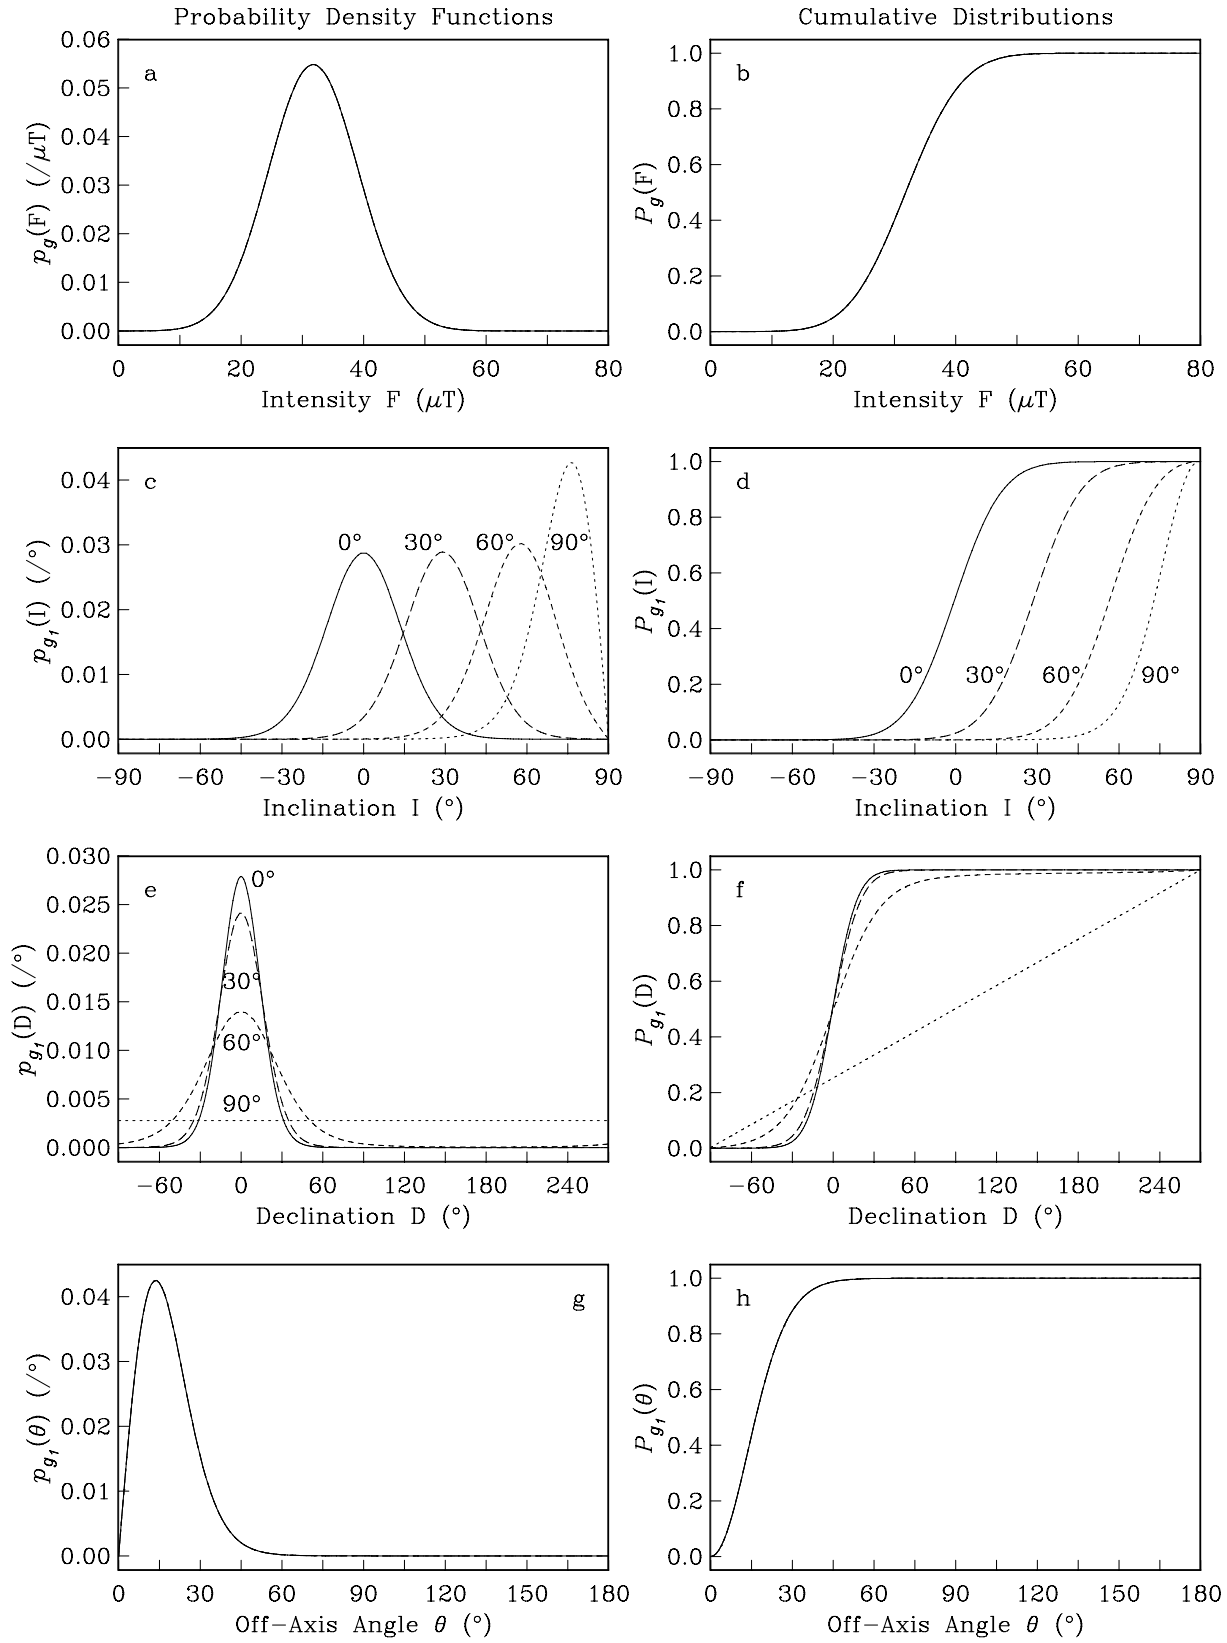 Probability Density Functions
Cumulative Distributions
0.06
0.05
0.04
0.03
0.02
0.01
0.00
a
p_g(F) (/μT)
0 20 40 60 80
Intensity F (μT)
1.0
0.8
0.6
0.4
0.2
0.0
b
P_g(F)
0 20 40 60 80
Intensity F (μT)
0.04
0.03
0.02
0.01
0.00
c
0° 30° 60° 90°
p_g₁(I) (/°)
−90 −60 −30 0 30 60 90
Inclination I (°)
1.0
0.8
0.6
0.4
0.2
0.0
d
0° 30° 60° 90°
P_g₁(I)
−90 −60 −30 0 30 60 90
Inclination I (°)
0.030
0.025
0.020
0.015
0.010
0.005
0.000
e
0°
30°
60°
90°
p_g₁(D) (/°)
−60 0 60 120 180 240
Declination D (°)
1.0
0.8
0.6
0.4
0.2
0.0
f
P_g₁(D)
−60 0 60 120 180 240
Declination D (°)
0.04
0.03
0.02
0.01
0.00
g
p_g₁(θ) (/°)
0 30 60 90 120 150 180
Off−Axis Angle θ (°)
1.0
0.8
0.6
0.4
0.2
0.0
h
P_g₁(θ)
0 30 60 90 120 150 180
Off−Axis Angle θ (°)